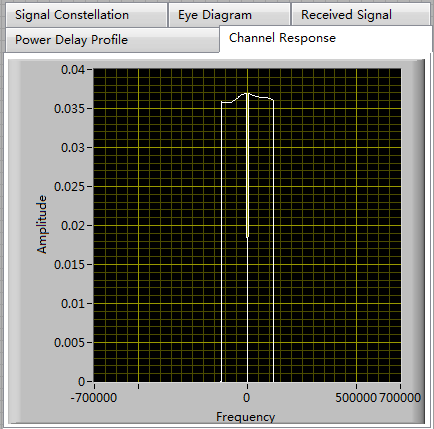 Signal Constellation Eye Diagram Received Signal
Power Delay Profile Channel Response
0.04
0.035
0.03
0.025
0.02
0.015
0.01
0.005
0
Amplitude
-700000 0 500000 700000
Frequency